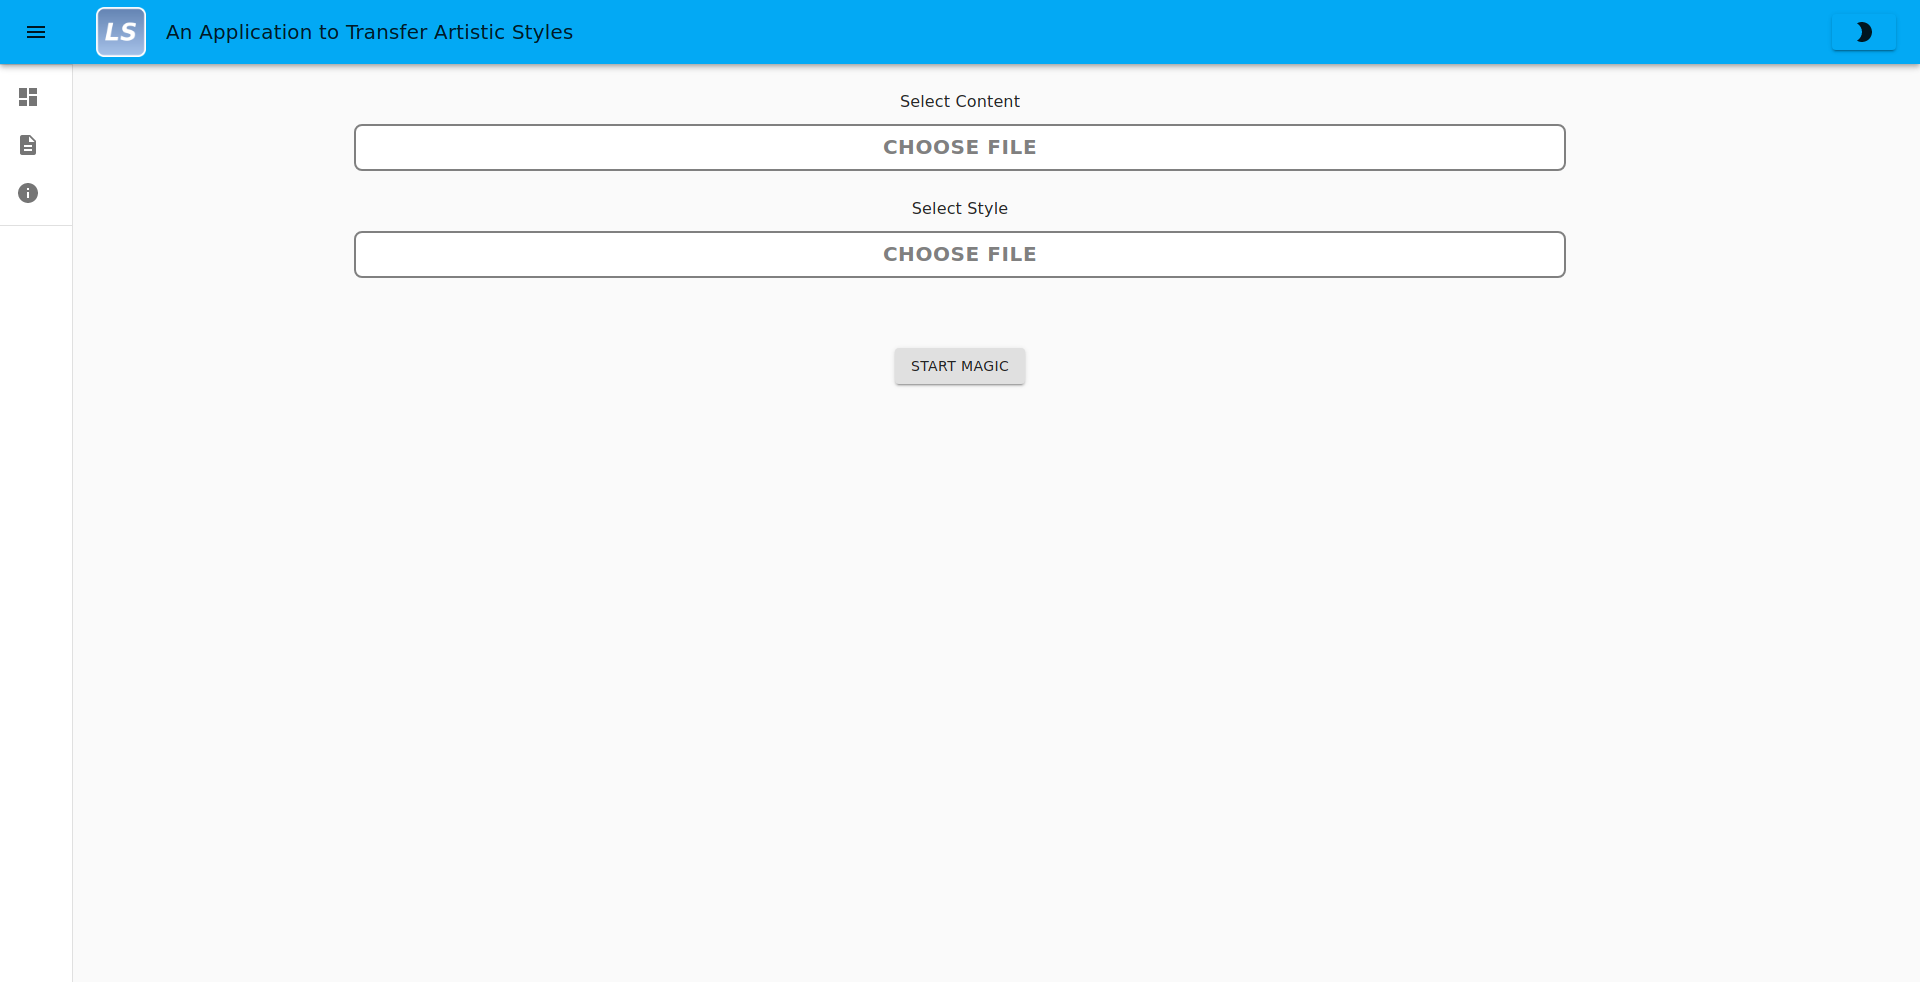 LS
An Application to Transfer Artistic Styles
Select Content
CHOOSE FILE
Select Style
CHOOSE FILE
START MAGIC